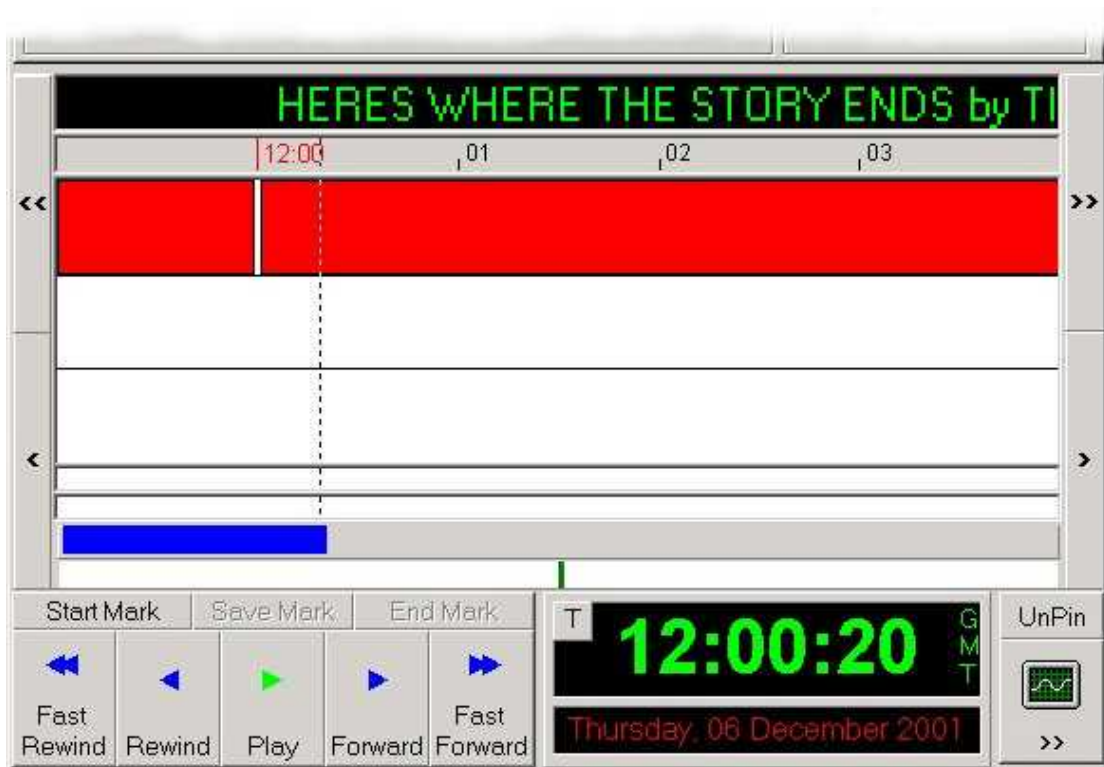 HERES WHERE THE STORY ENDS by TI
12:00 01 02 03
<< >>
< >
Start Mark Save Mark End Mark
T 12:00:20 GMT UnPin
Fast Rewind Rewind Play Forward Fast Forward
Thursday, 06 December 2001 >>